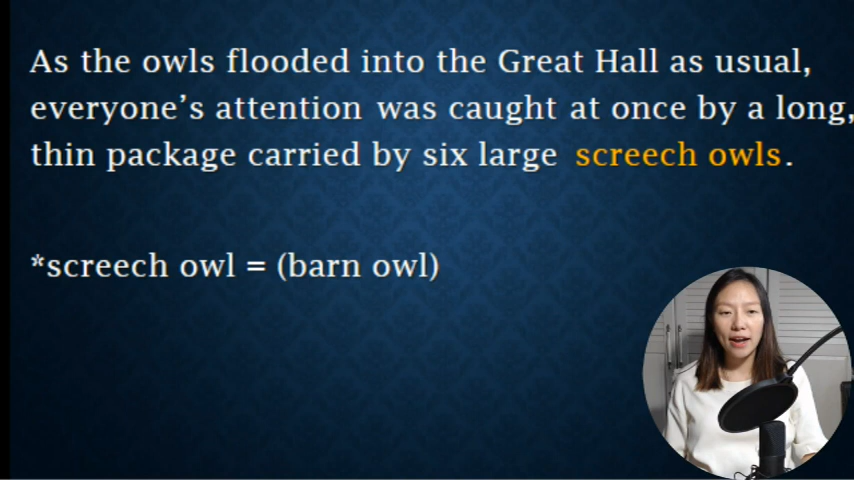 As the owls flooded into the Great Hall as usual,
everyone’s attention was caught at once by a long,
thin package carried by six large screech owls.
*screech owl = (barn owl)